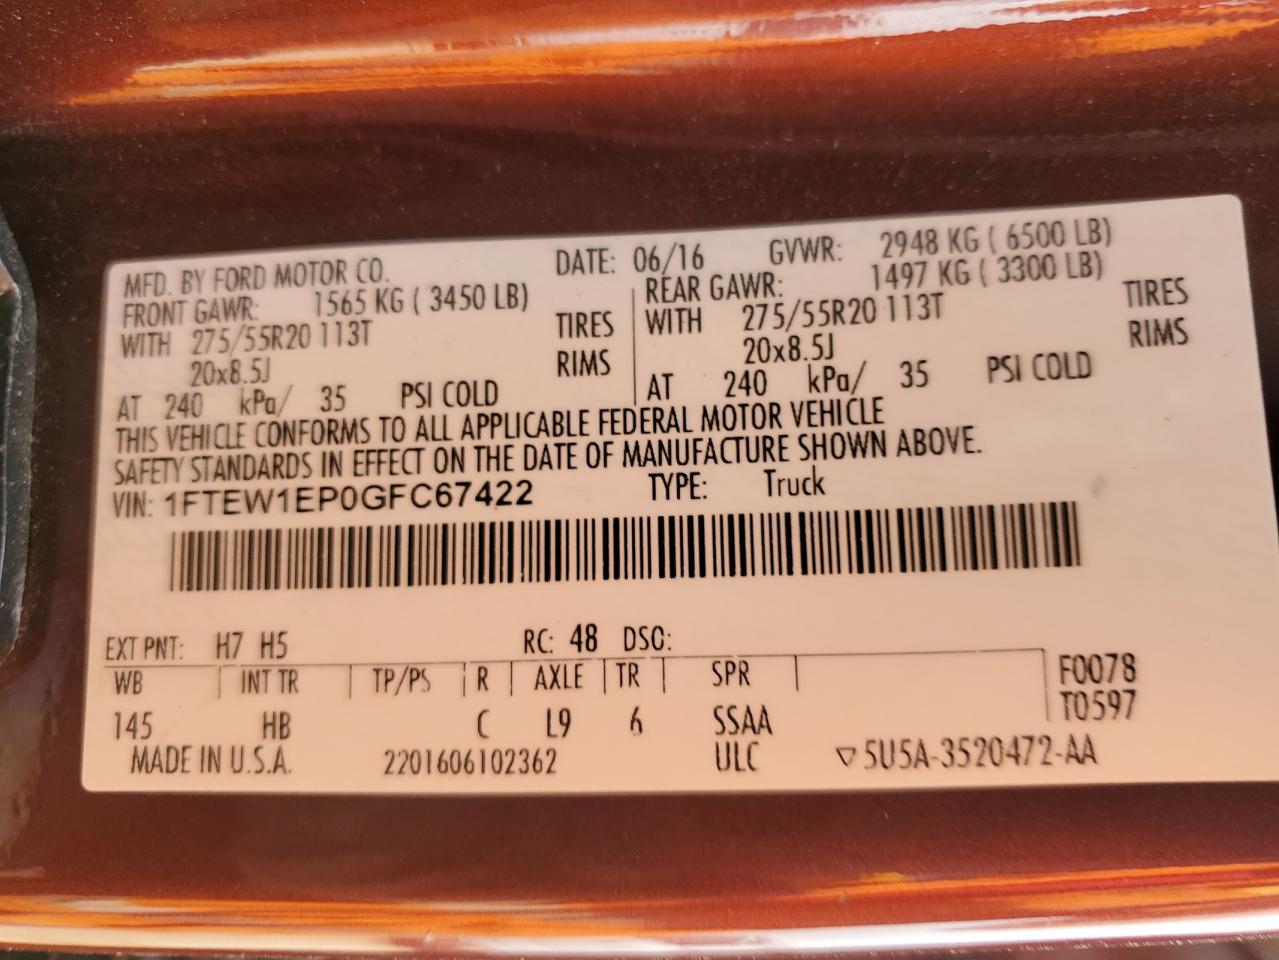 MFD. BY FORD MOTOR CO. DATE: 06/16 GVWR: 2948 KG ( 6500 LB)
FRONT GAWR: 1565 KG ( 3450 LB) REAR GAWR: 1497 KG ( 3300 LB)
WITH 275/55R20 113T TIRES WITH 275/55R20 113T TIRES
20x8.5J RIMS 20x8.5J RIMS
AT 240 kPa/ 35 PSI COLD AT 240 kPa/ 35 PSI COLD
THIS VEHICLE CONFORMS TO ALL APPLICABLE FEDERAL MOTOR VEHICLE
SAFETY STANDARDS IN EFFECT ON THE DATE OF MANUFACTURE SHOWN ABOVE.
VIN: 1FTEW1EP0GFC67422 TYPE: Truck
EXT PNT: H7 H5 RC: 48 DSO:
WB INT TR TP/PS R AXLE TR SPR F0078
145 HB C L9 6 SSAA T0597
MADE IN U.S.A. 2201606102362 ULC ▽5U5A-3520472-AA